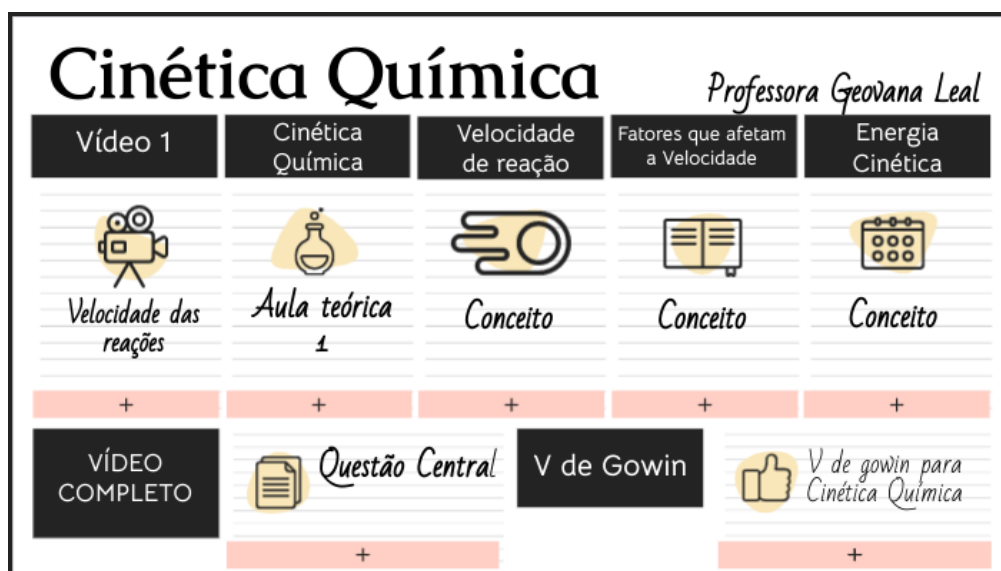 Cinética Química
Professora Geovana Leal
Vídeo 1
Cinética
Química
Velocidade
de reação
Fatores que afetam
a Velocidade
Energia
Cinética
Velocidade das
reações
Aula teórica
1
Conceito
Conceito
Conceito
+
+
+
+
+
VÍDEO
COMPLETO
Questão Central
V de Gowin
V de gowin para
Cinética Química
+
+